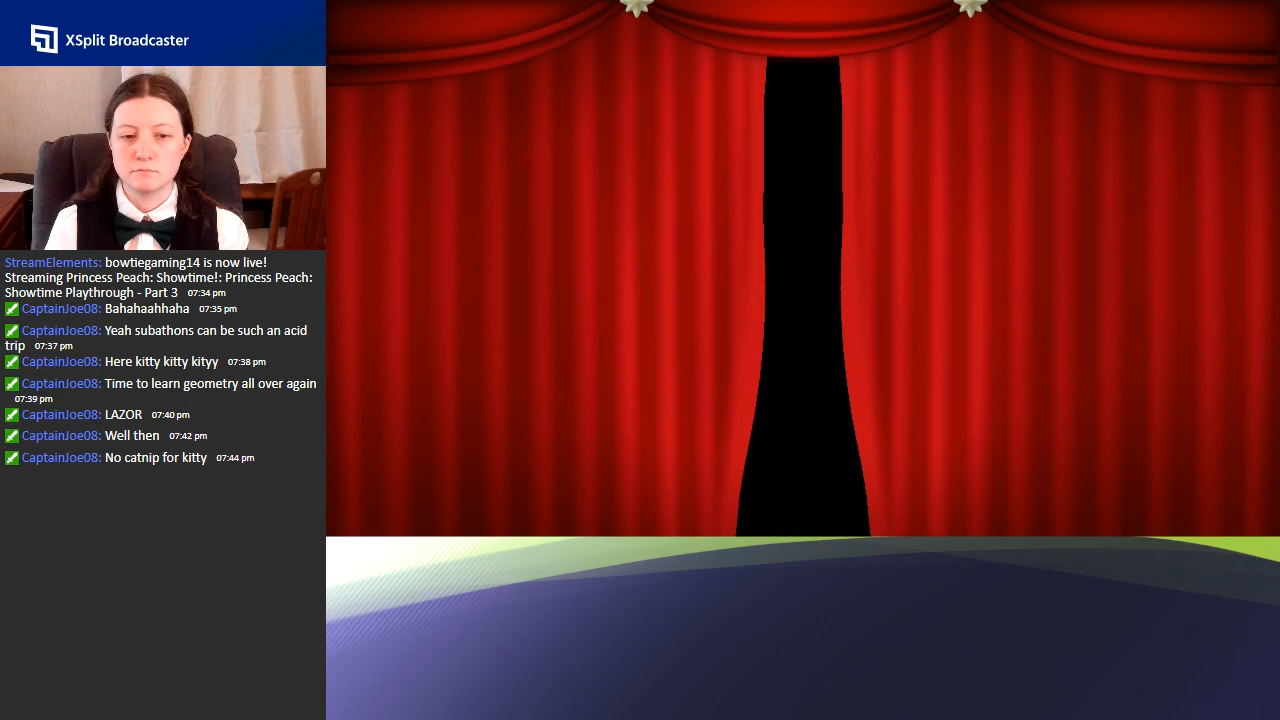 XSplit Broadcaster
StreamElements: bowtiegaming14 is now live!
Streaming Princess Peach: Showtime!: Princess Peach:
Showtime Playthrough - Part 3 07:34 pm
CaptainJoe08: Bahahaahhaha 07:35 pm
CaptainJoe08: Yeah subathons can be such an acid
trip 07:37 pm
CaptainJoe08: Here kitty kitty kityy 07:38 pm
CaptainJoe08: Time to learn geometry all over again
07:39 pm
CaptainJoe08: LAZOR 07:40 pm
CaptainJoe08: Well then 07:42 pm
CaptainJoe08: No catnip for kitty 07:44 pm